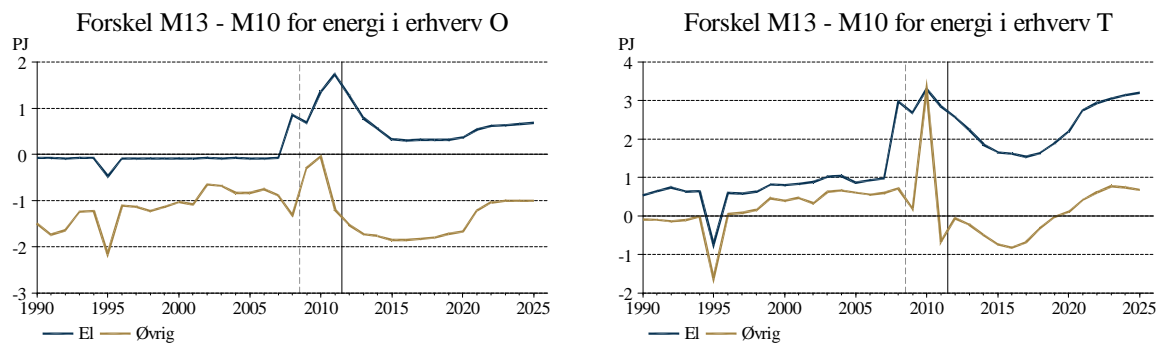 Forskel M13 - M10 for energi i erhverv O
PJ
2
1
0
-1
-2
-3
1990 1995 2000 2005 2010 2015 2020 2025
El Øvrig
Forskel M13 - M10 for energi i erhverv T
PJ
4
3
2
1
0
-1
-2
1990 1995 2000 2005 2010 2015 2020 2025
El Øvrig